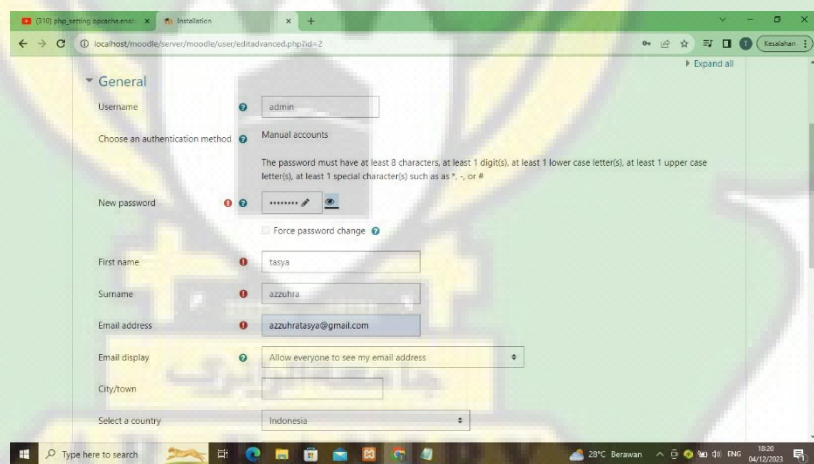 (310) php_setting opcache.enabl
Installation
localhost/moodle/server/moodle/user/editadvanced.php?id=2
Kesalahan
Expand all
General
Username
admin
Choose an authentication method
Manual accounts
The password must have at least 8 characters, at least 1 digit(s), at least 1 lower case letter(s), at least 1 upper case
letter(s), at least 1 special character(s) such as as *, -, or #
New password
••••••••
Force password change
First name
tasya
Surname
azzuhra
Email address
azzuhratasya@gmail.com
Email display
Allow everyone to see my email address
City/town
Select a country
Indonesia
جامعة الرانيري
Type here to search
28°C Berawan
ENG
18:20
04/12/2023